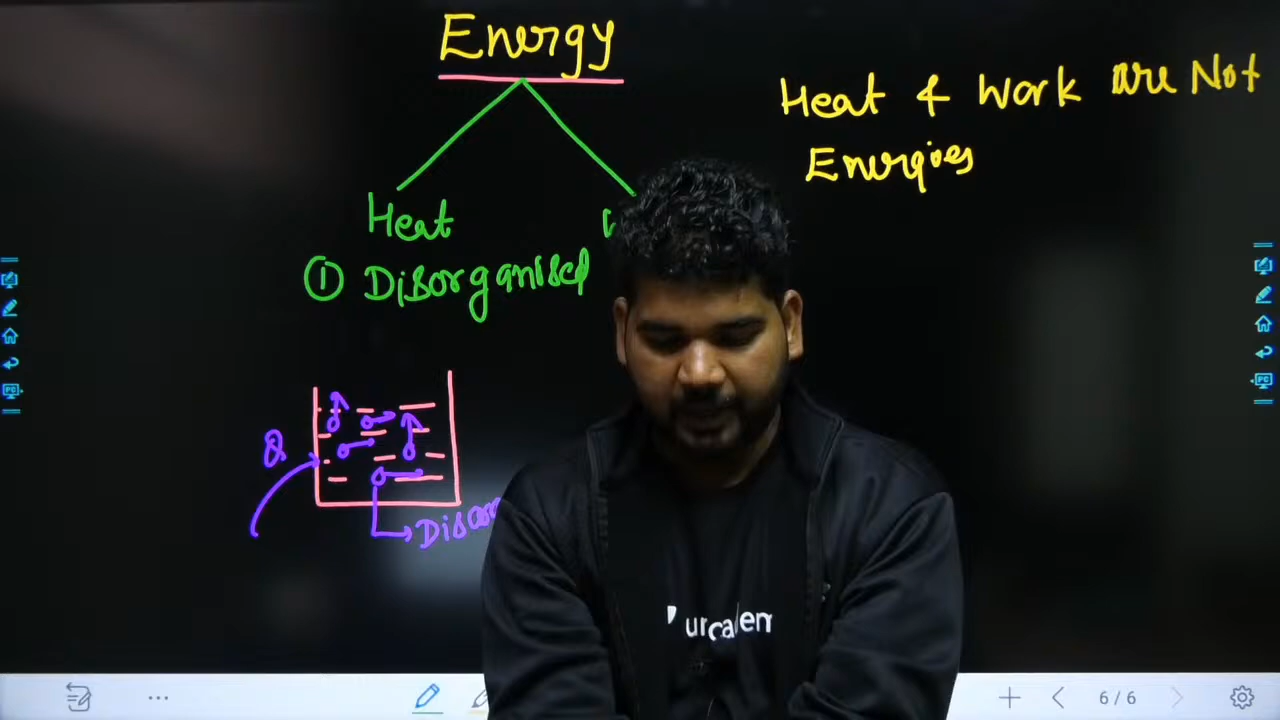 Energy
Heat & Work are Not
Energies
Heat
① Disorganised
Q
6/6